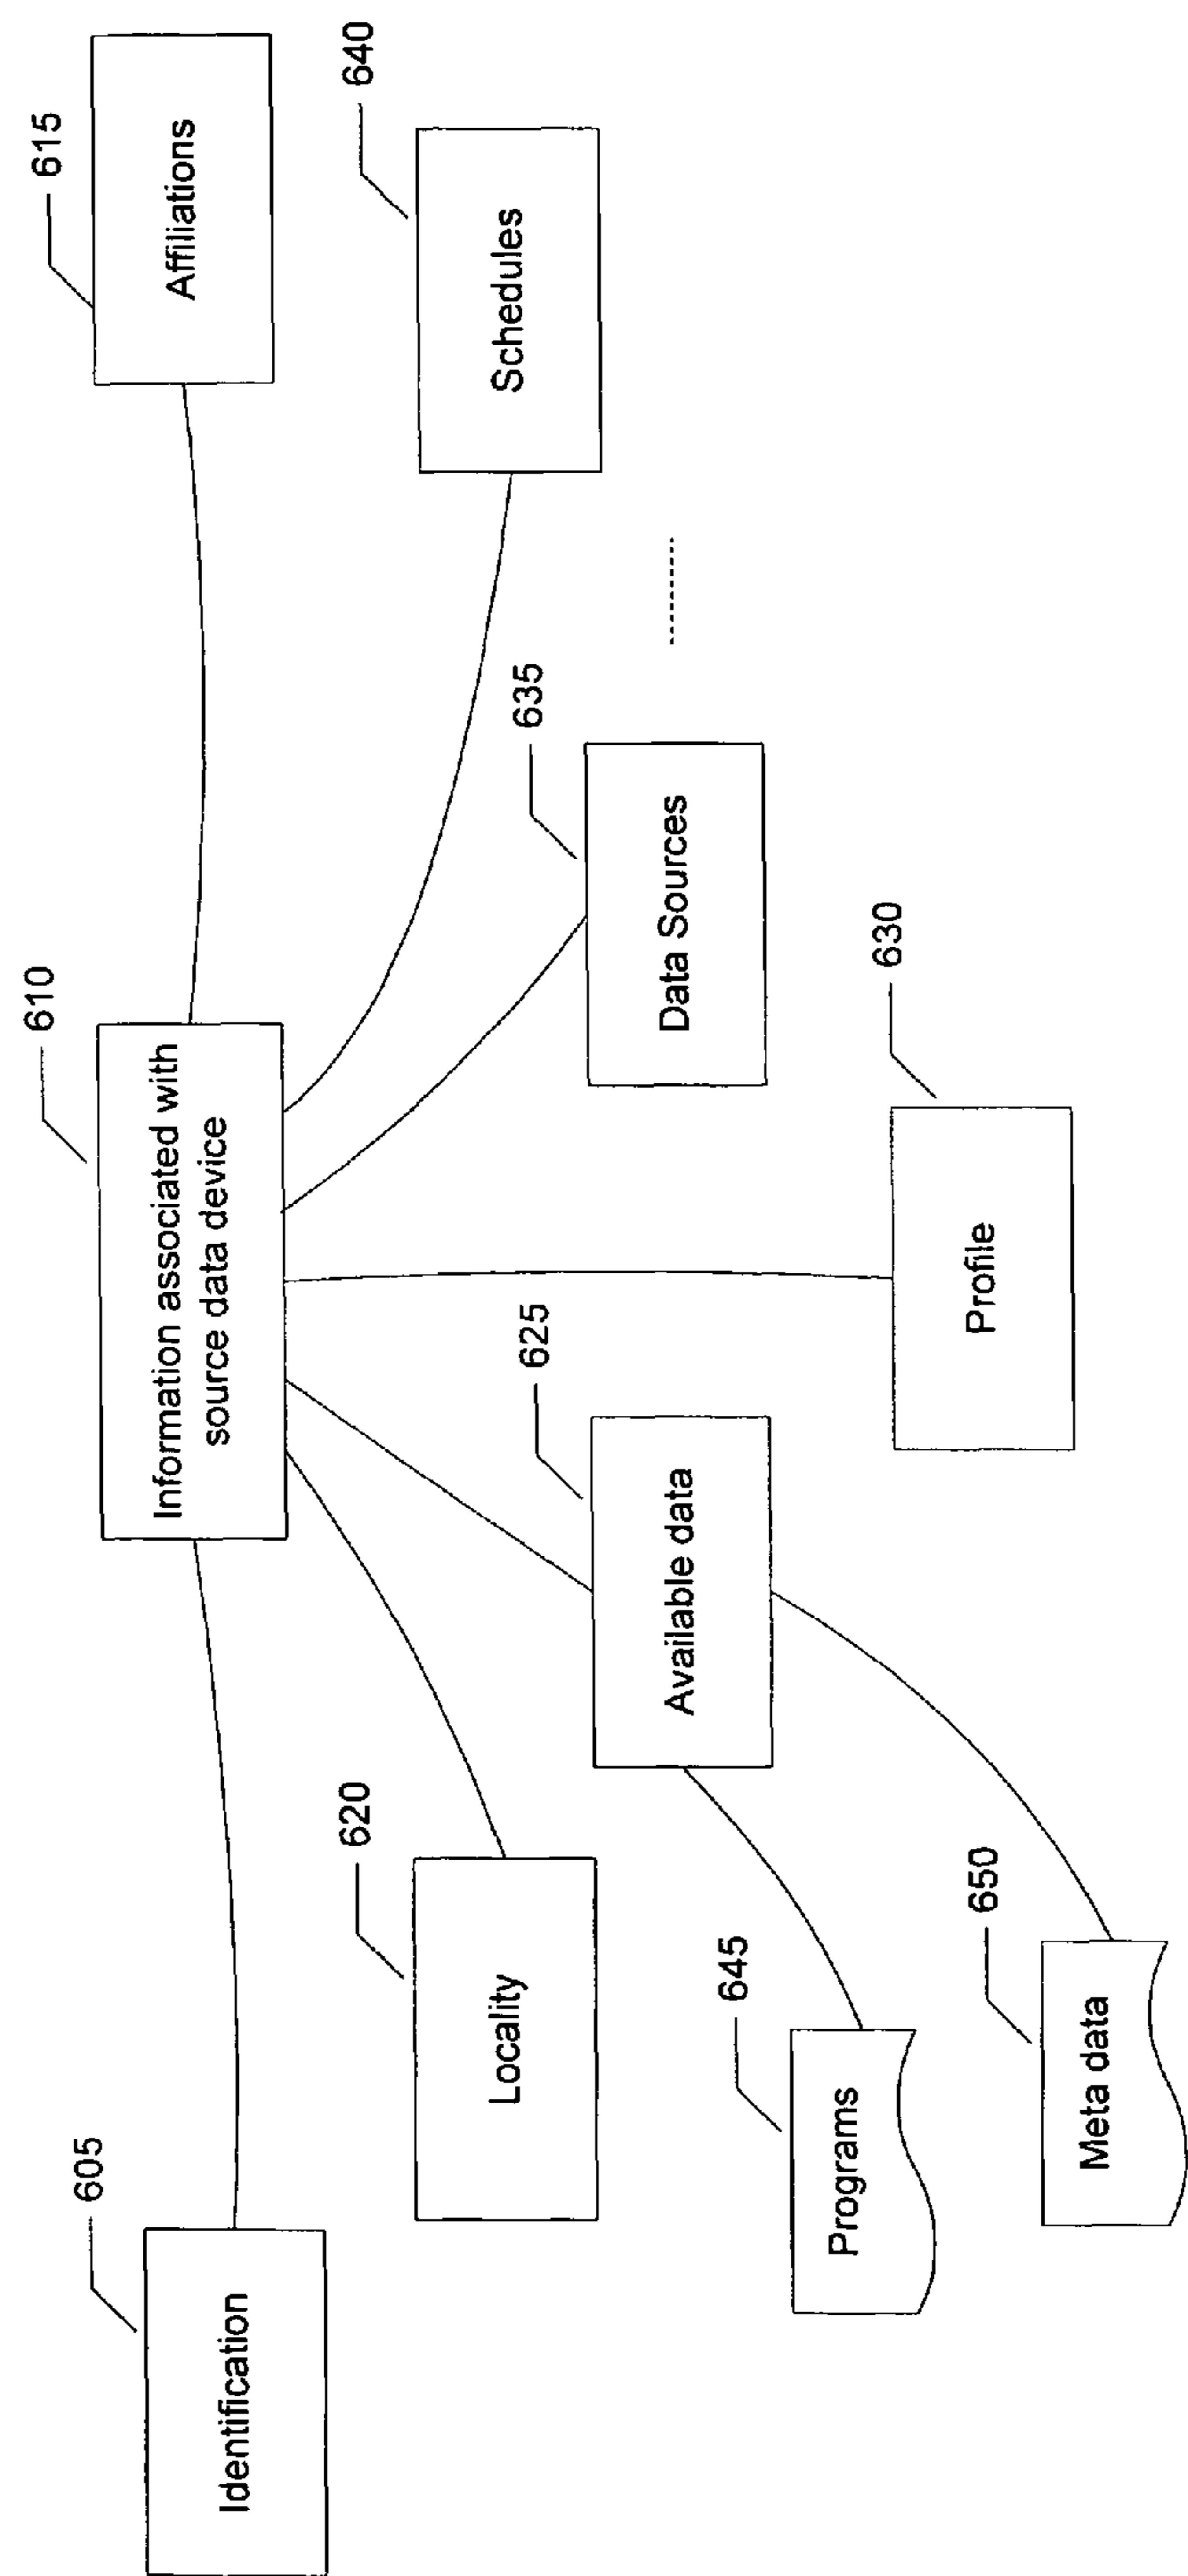 610
Information associated with
source data device
605
Identification
615
Affiliations
620
Locality
640
Schedules
625
Available data
635
Data Sources
645
Programs
630
Profile
650
Meta data